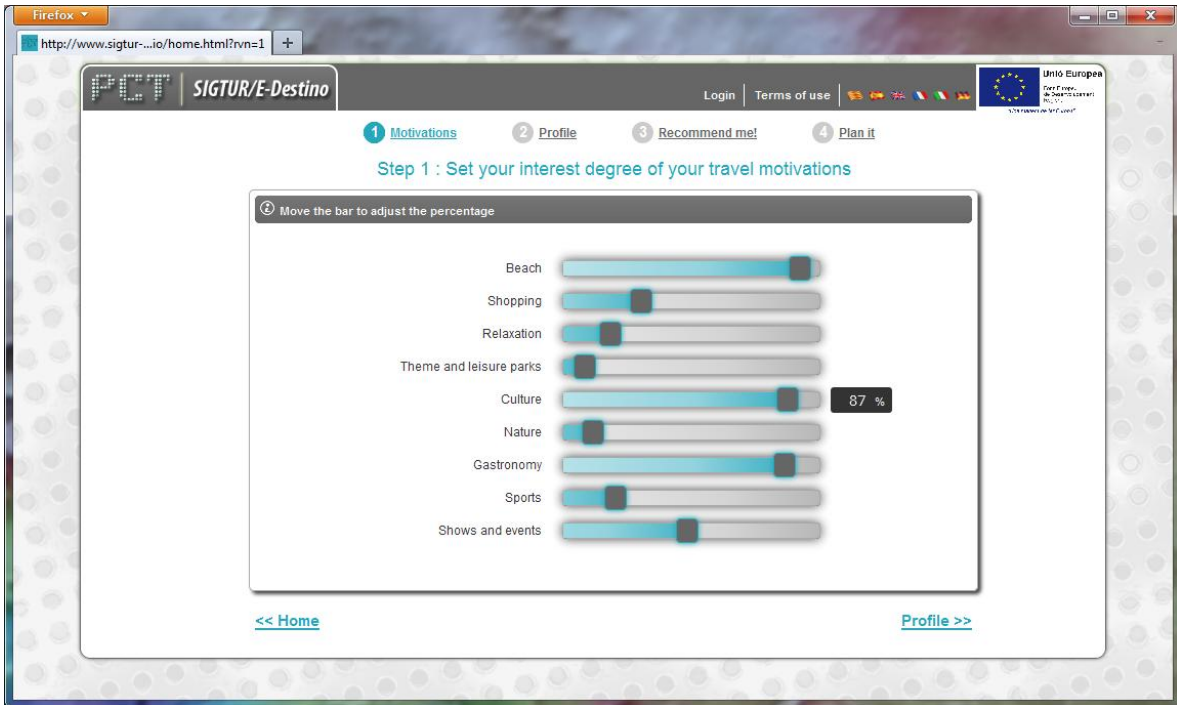 Firefox
http://www.sigtur-...io/home.html?rvn=1 +
PCT SIGTUR/E-Destino
Login Terms of use
Unió Europea
1 Motivations 2 Profile 3 Recommend me! 4 Plan it
Step 1 : Set your interest degree of your travel motivations
Move the bar to adjust the percentage
Beach
Shopping
Relaxation
Theme and leisure parks
Culture 87 %
Nature
Gastronomy
Sports
Shows and events
<< Home
Profile >>